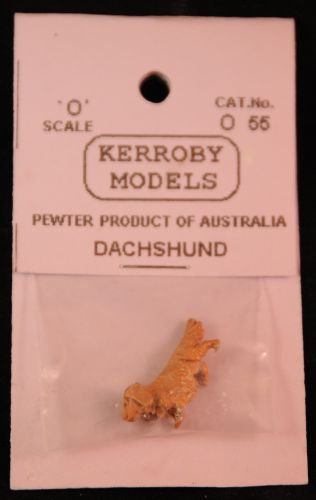 'O' SCALE
CAT.No. O 55
KERROBY
MODELS
PEWTER PRODUCT OF AUSTRALIA
DACHSHUND